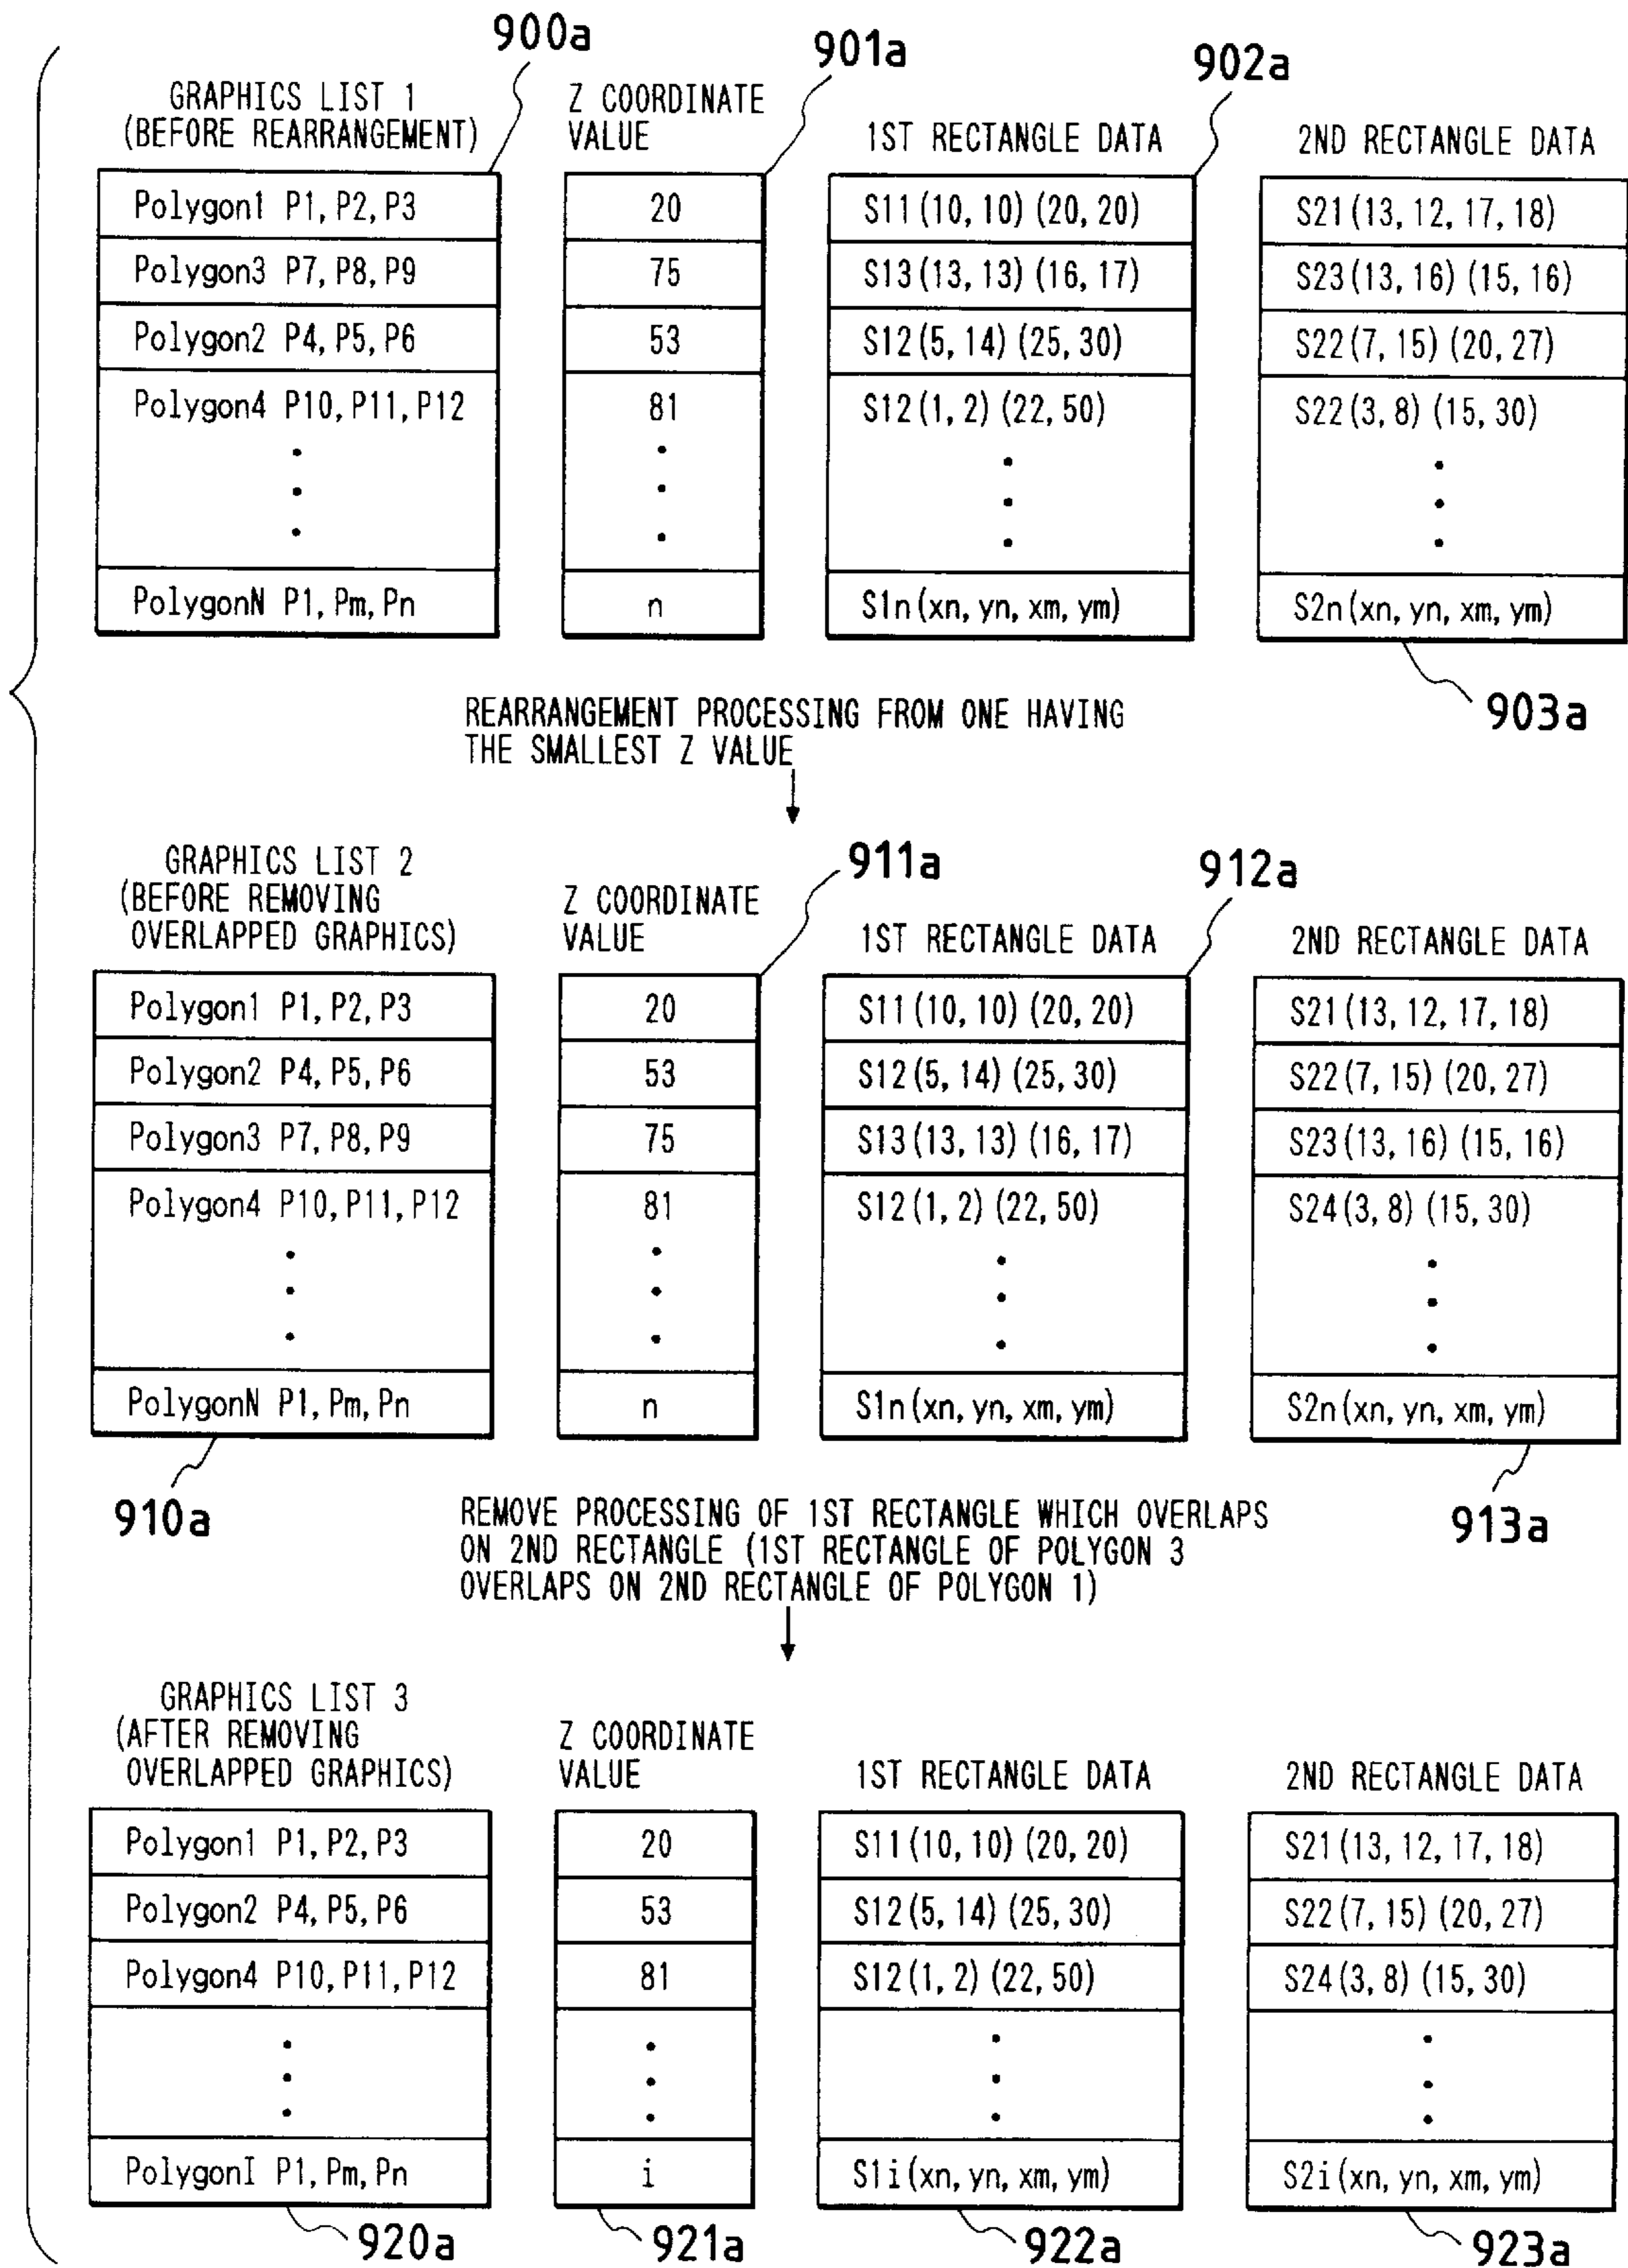 900a
901a
902a
GRAPHICS LIST 1
(BEFORE REARRANGEMENT)
Z COORDINATE
VALUE
1ST RECTANGLE DATA
2ND RECTANGLE DATA
Polygon1 P1, P2, P3
20
S11(10, 10) (20, 20)
S21(13, 12, 17, 18)
Polygon3 P7, P8, P9
75
S13(13, 13) (16, 17)
S23(13, 16) (15, 16)
Polygon2 P4, P5, P6
53
S12(5, 14) (25, 30)
S22(7, 15) (20, 27)
Polygon4 P10, P11, P12
81
S12(1, 2) (22, 50)
S22(3, 8) (15, 30)
PolygonN P1, Pm, Pn
n
S1n(xn, yn, xm, ym)
S2n(xn, yn, xm, ym)
903a
REARRANGEMENT PROCESSING FROM ONE HAVING
THE SMALLEST Z VALUE
911a
912a
GRAPHICS LIST 2
(BEFORE REMOVING
OVERLAPPED GRAPHICS)
Z COORDINATE
VALUE
1ST RECTANGLE DATA
2ND RECTANGLE DATA
Polygon1 P1, P2, P3
20
S11(10, 10) (20, 20)
S21(13, 12, 17, 18)
Polygon2 P4, P5, P6
53
S12(5, 14) (25, 30)
S22(7, 15) (20, 27)
Polygon3 P7, P8, P9
75
S13(13, 13) (16, 17)
S23(13, 16) (15, 16)
Polygon4 P10, P11, P12
81
S12(1, 2) (22, 50)
S24(3, 8) (15, 30)
PolygonN P1, Pm, Pn
n
S1n(xn, yn, xm, ym)
S2n(xn, yn, xm, ym)
910a
913a
REMOVE PROCESSING OF 1ST RECTANGLE WHICH OVERLAPS
ON 2ND RECTANGLE (1ST RECTANGLE OF POLYGON 3
OVERLAPS ON 2ND RECTANGLE OF POLYGON 1)
GRAPHICS LIST 3
(AFTER REMOVING
OVERLAPPED GRAPHICS)
Z COORDINATE
VALUE
1ST RECTANGLE DATA
2ND RECTANGLE DATA
Polygon1 P1, P2, P3
20
S11(10, 10) (20, 20)
S21(13, 12, 17, 18)
Polygon2 P4, P5, P6
53
S12(5, 14) (25, 30)
S22(7, 15) (20, 27)
Polygon4 P10, P11, P12
81
S12(1, 2) (22, 50)
S24(3, 8) (15, 30)
PolygonI P1, Pm, Pn
i
S1i(xn, yn, xm, ym)
S2i(xn, yn, xm, ym)
920a
921a
922a
923a